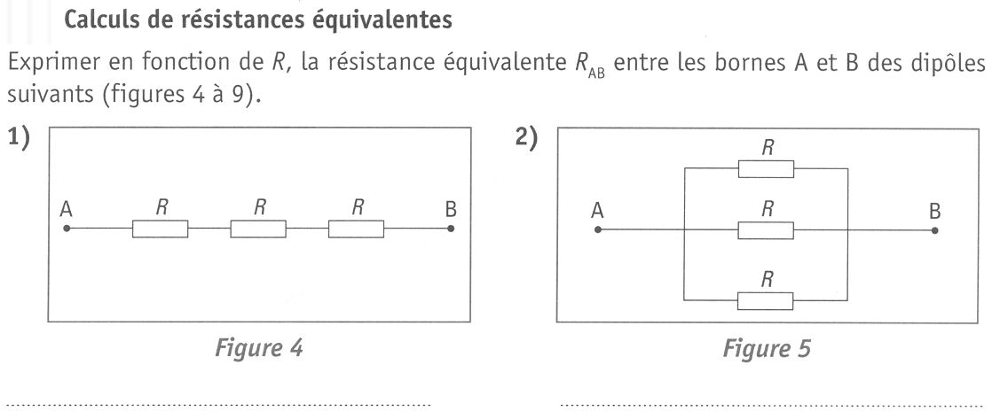 Calculs de résistances équivalentes
Exprimer en fonction de R, la résistance équivalente R_AB entre les bornes A et B des dipôles
suivants (figures 4 à 9).
1)
A R R R B
Figure 4
2)
R
A R B
R
Figure 5